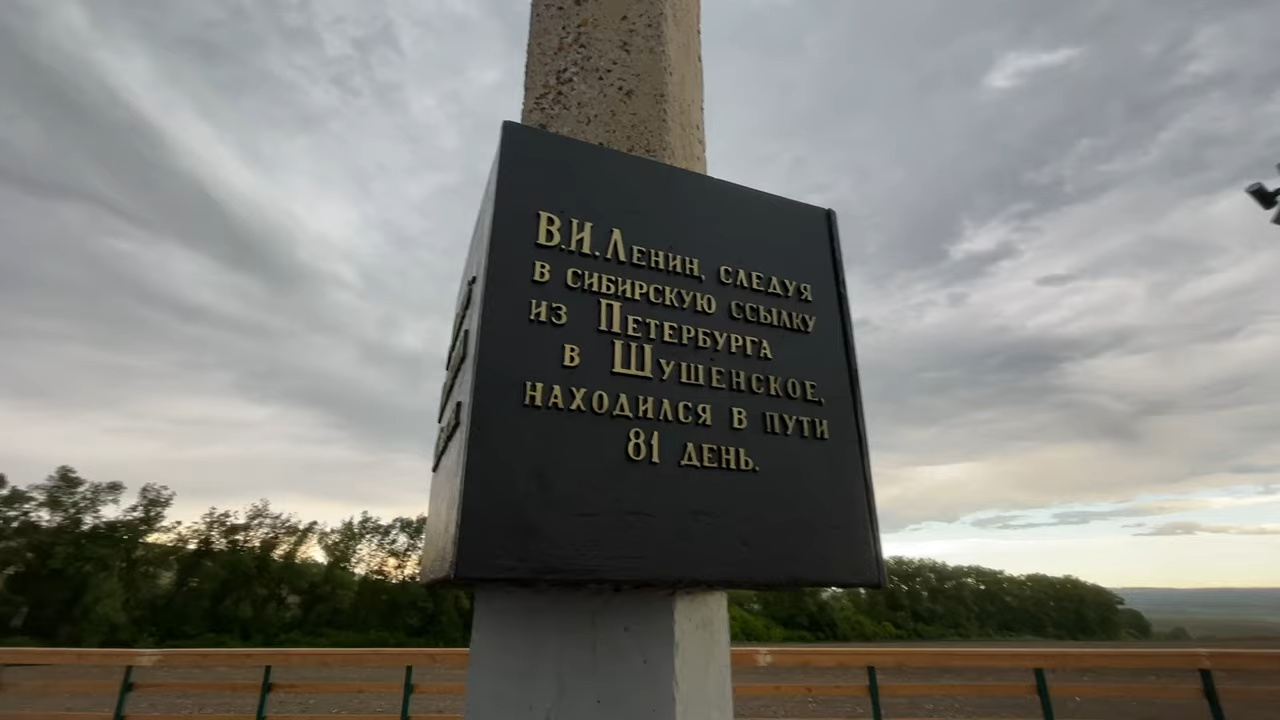 В.И.Ленин, следуя
в сибирскую ссылку
из Петербурга
в Шушенское,
находился в пути
81 день.